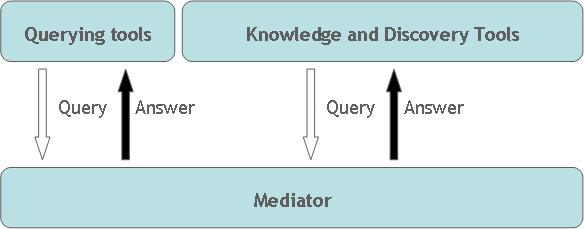 Querying tools
Knowledge and Discovery Tools
Query
Answer
Query
Answer
Mediator